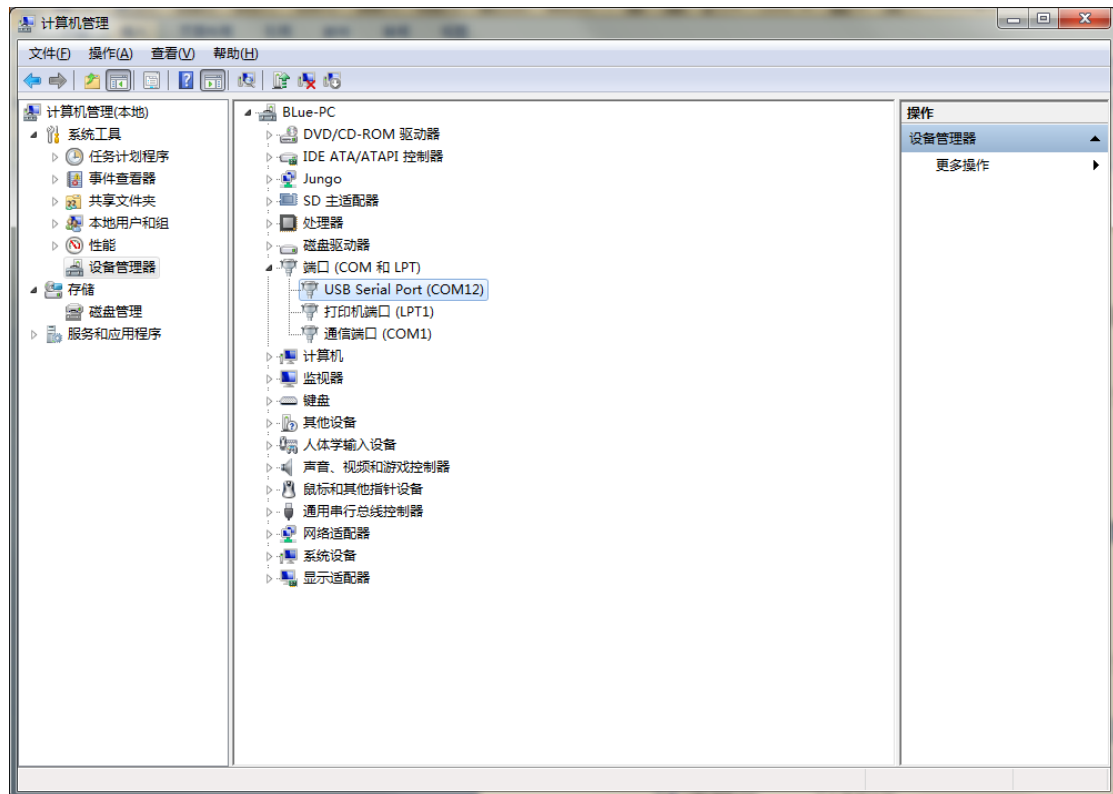 计算机管理
文件(F) 操作(A) 查看(V) 帮助(H)
计算机管理(本地)
系统工具
任务计划程序
事件查看器
共享文件夹
本地用户和组
性能
设备管理器
存储
磁盘管理
服务和应用程序
BLue-PC
DVD/CD-ROM 驱动器
IDE ATA/ATAPI 控制器
Jungo
SD 主适配器
处理器
磁盘驱动器
端口 (COM 和 LPT)
USB Serial Port (COM12)
打印机端口 (LPT1)
通信端口 (COM1)
计算机
监视器
键盘
其他设备
人体学输入设备
声音、视频和游戏控制器
鼠标和其他指针设备
通用串行总线控制器
网络适配器
系统设备
显示适配器
操作
设备管理器
更多操作